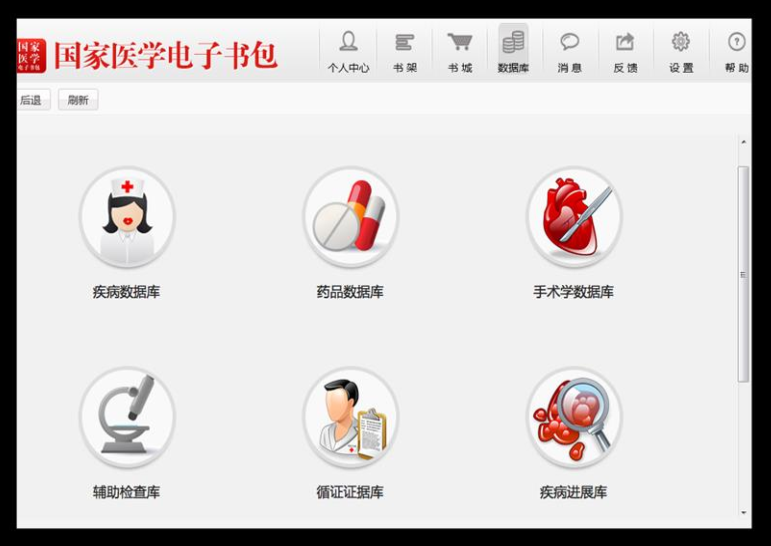 国家
医学
电子书包
国家医学电子书包
个人中心
书架
书城
数据库
消息
反馈
设置
帮助
后退
刷新
疾病数据库
药品数据库
手术学数据库
辅助检查库
循证证据库
疾病进展库